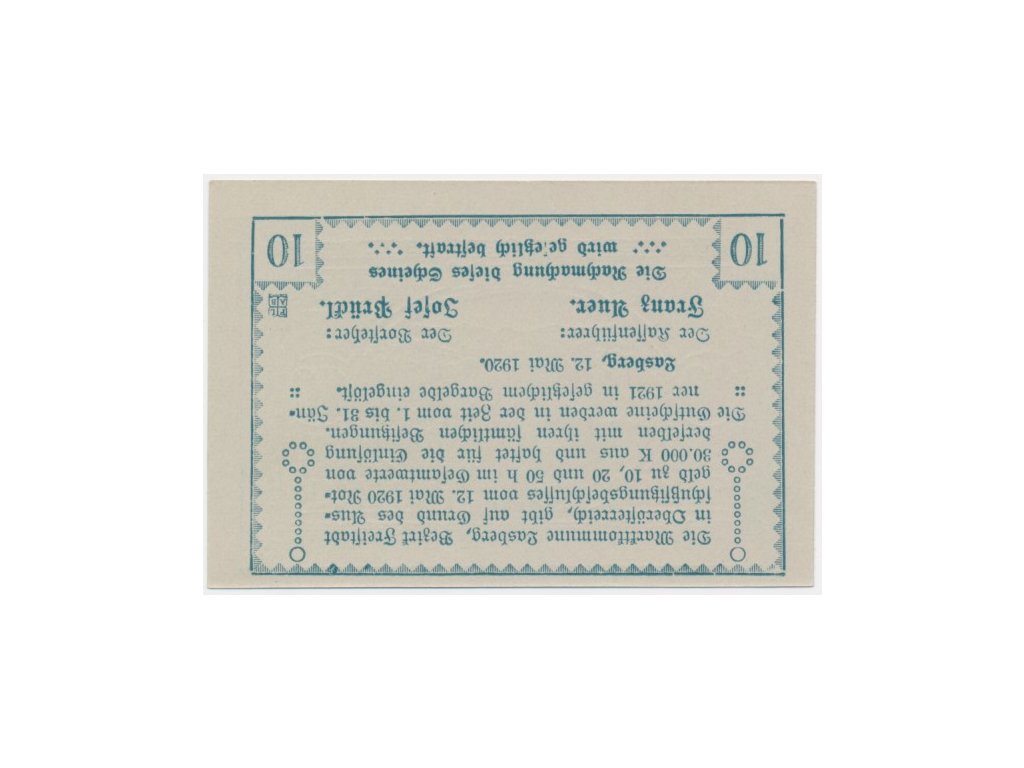 Die Marktkommune Lasberg, Bezirk Freistadt
in Oberösterreich, gibt auf Grund des Aus-
schußsitzungsbeschlusses vom 12. Mai 1920 Not-
geld zu 10, 20 und 50 h im Gesamtwerte von
30.000 K aus und haftet für die Einlösung
derselben mit ihren sämtlichen Besitzungen.
Die Gutscheine werden in der Zeit vom 1. bis 31. Jän-
ner 1921 in gesetzlichem Bargelde eingelöst.
Lasberg, 12. Mai 1920.
Der Kassenführer: Der Vorsteher:
Franz Auer. Josef Brückl.
Die Nachmachung dieses Scheines
wird gesetzlich bestraft.
10 10